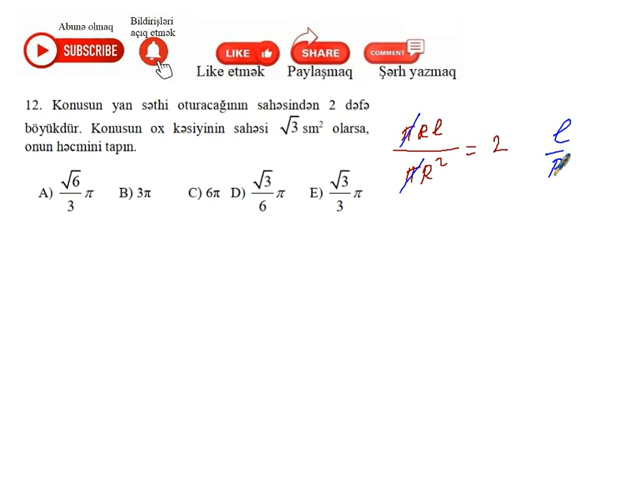 Abunə olmaq
Bildirişləri
açıq etmək
SUBSCRIBE
LIKE
SHARE
COMMENT
Like etmək Paylaşmaq Şərh yazmaq
12. Konusun yan səthi oturacağının sahəsindən 2 dəfə
böyükdür. Konusun ox kəsiyinin sahəsi √3 sm² olarsa,
onun həcmini tapın.
A) √6/3 π B) 3π C) 6π D) √3/6 π E) √3/3 π
πRl/πR² = 2
l/R